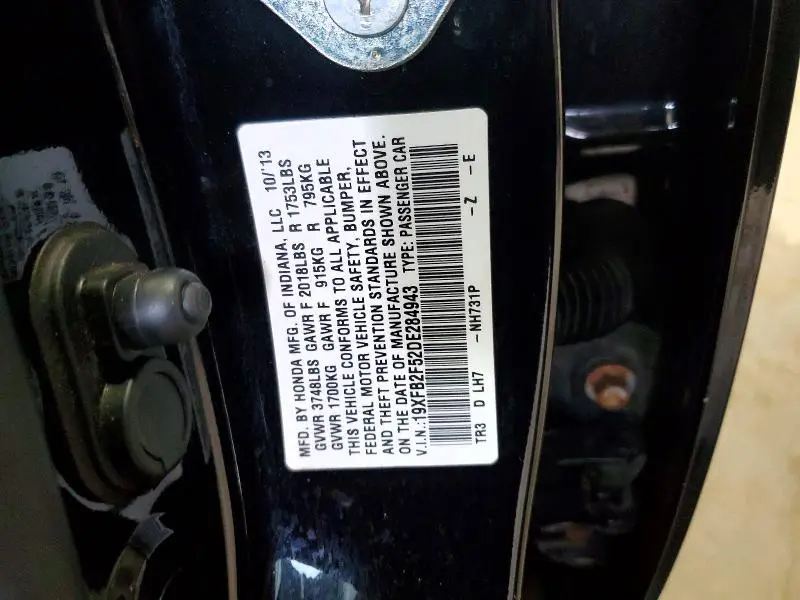 MFD. BY HONDA MFG. OF INDIANA, LLC 10/'13
GVWR 3748LBS GAWR F 2018LBS R 1753LBS
GVWR 1700KG GAWR F 915KG R 795KG
THIS VEHICLE CONFORMS TO ALL APPLICABLE
FEDERAL MOTOR VEHICLE SAFETY, BUMPER,
AND THEFT PREVENTION STANDARDS IN EFFECT
ON THE DATE OF MANUFACTURE SHOWN ABOVE.
V.I.N.:19XFB2F52DE284943 TYPE: PASSENGER CAR
TR3 D LH7 -NH731P -Z -E